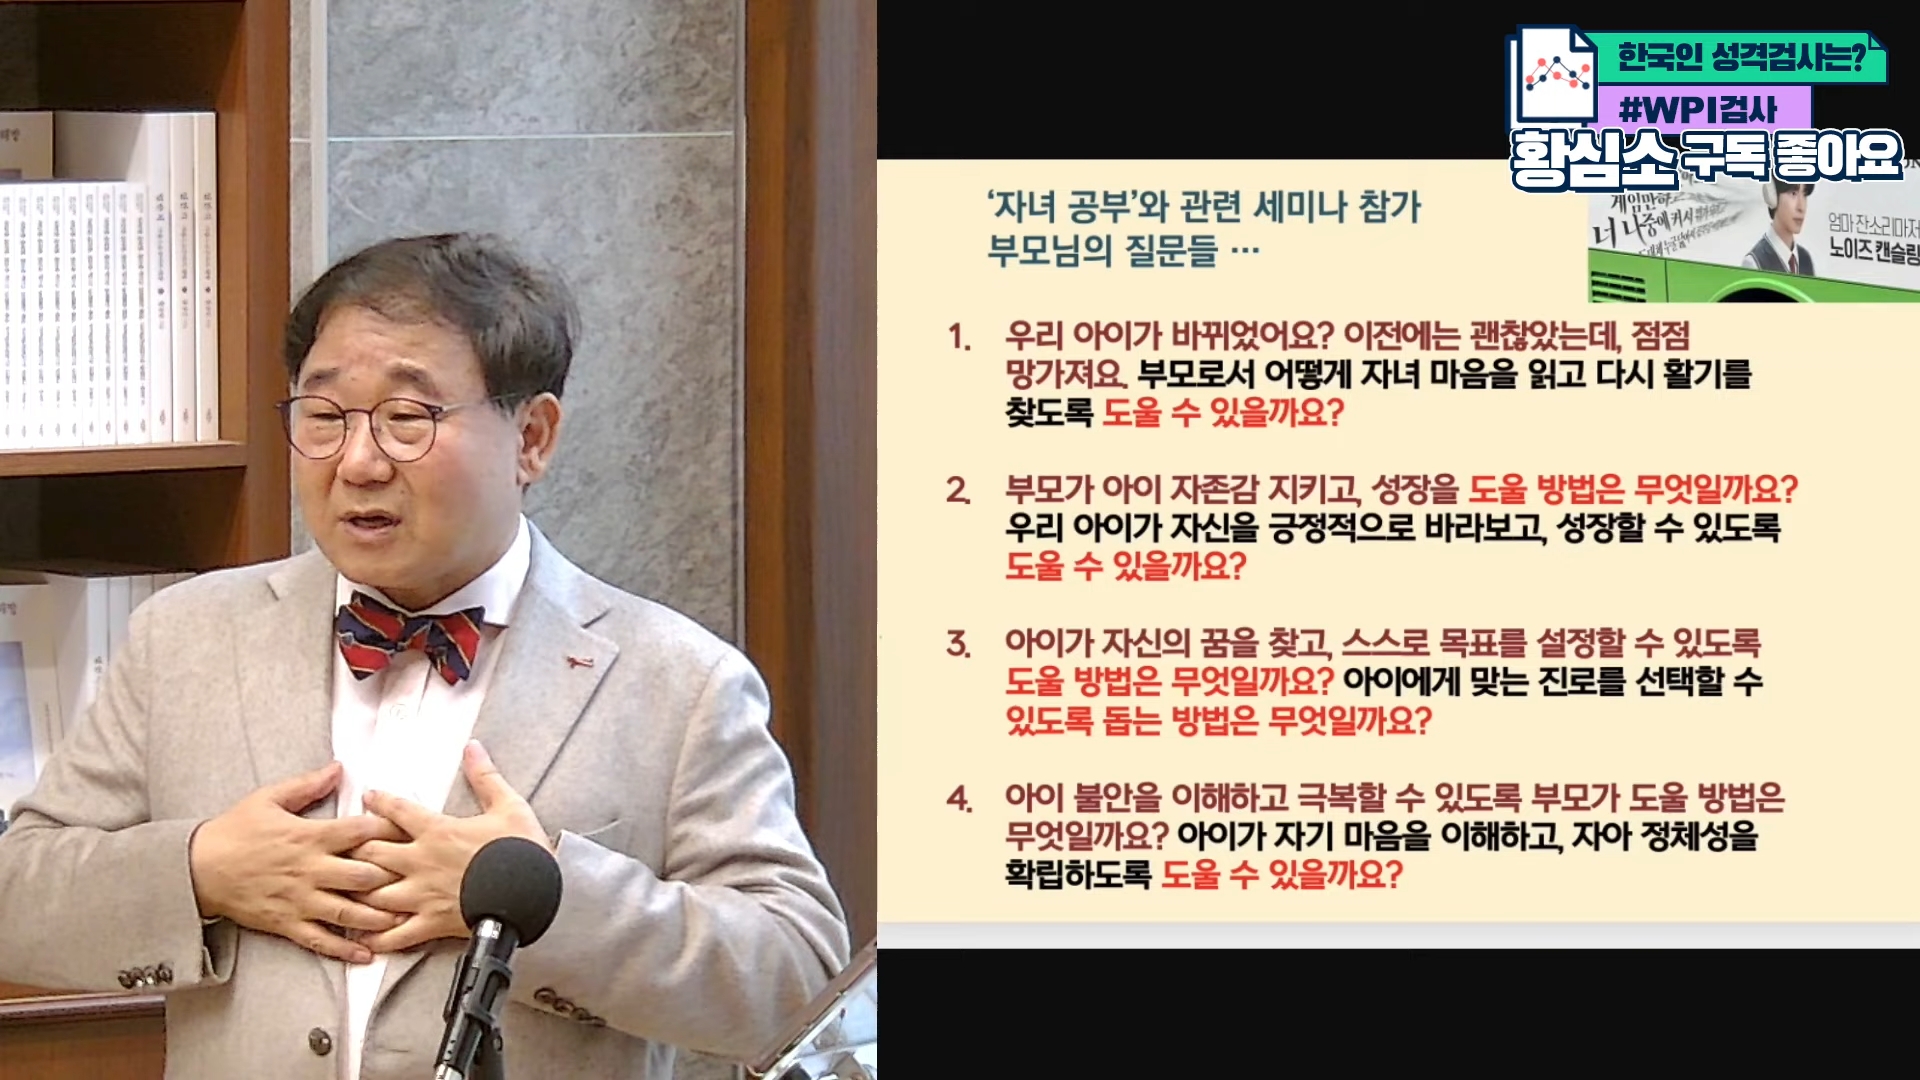 한국인 성격검사는?
#WPI검사
황심소 구독 좋아요
게임만하
너 나중에 커서
엄마 잔소리마저
노이즈 캔슬링
‘자녀 공부’와 관련 세미나 참가
부모님의 질문들 …
1. 우리 아이가 바뀌었어요? 이전에는 괜찮았는데, 점점
망가져요. 부모로서 어떻게 자녀 마음을 읽고 다시 활기를
찾도록 도울 수 있을까요?
2. 부모가 아이 자존감 지키고, 성장을 도울 방법은 무엇일까요?
우리 아이가 자신을 긍정적으로 바라보고, 성장할 수 있도록
도울 수 있을까요?
3. 아이가 자신의 꿈을 찾고, 스스로 목표를 설정할 수 있도록
도울 방법은 무엇일까요? 아이에게 맞는 진로를 선택할 수
있도록 돕는 방법은 무엇일까요?
4. 아이 불안을 이해하고 극복할 수 있도록 부모가 도울 방법은
무엇일까요? 아이가 자기 마음을 이해하고, 자아 정체성을
확립하도록 도울 수 있을까요?